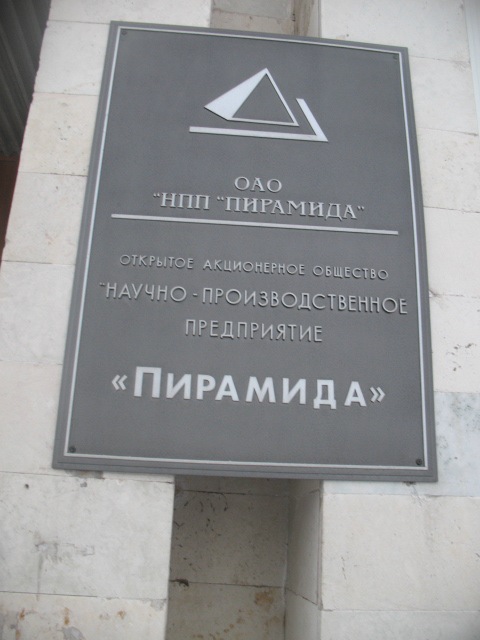 ОАО
"НПП "ПИРАМИДА"
ОТКРЫТОЕ АКЦИОНЕРНОЕ ОБЩЕСТВО
"НАУЧНО - ПРОИЗВОДСТВЕННОЕ
ПРЕДПРИЯТИЕ
«ПИРАМИДА»